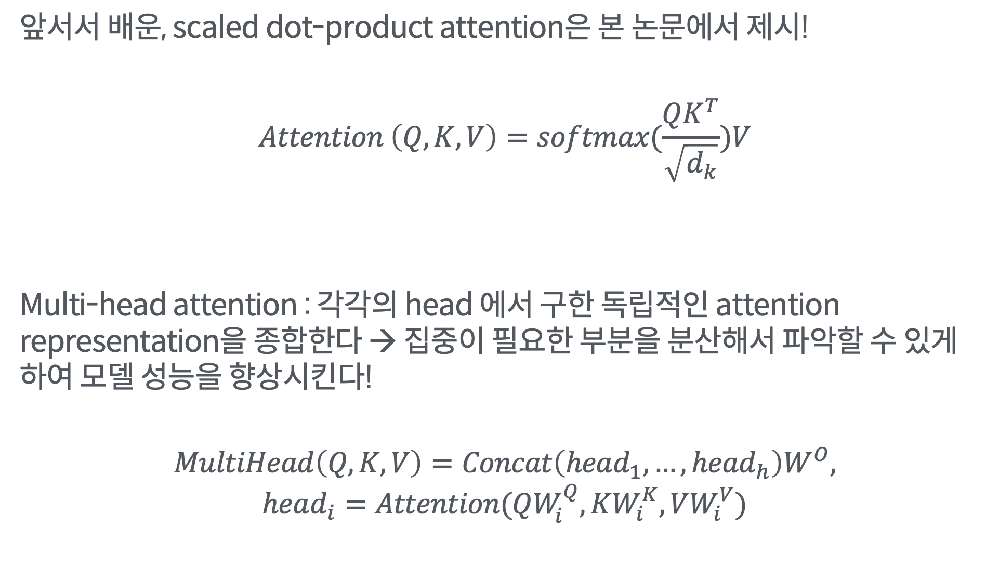 앞서서 배운, scaled dot-product attention은 본 논문에서 제시!
Attention (Q, K, V) = softmax(\frac{QK^T}{\sqrt{d_k}})V
Multi-head attention : 각각의 head 에서 구한 독립적인 attention
representation을 종합한다 → 집중이 필요한 부분을 분산해서 파악할 수 있게
하여 모델 성능을 향상시킨다!
MultiHead(Q, K, V) = Concat(head_1, … , head_h)W^O,
head_i = Attention(QW_i^Q, KW_i^K, VW_i^V)